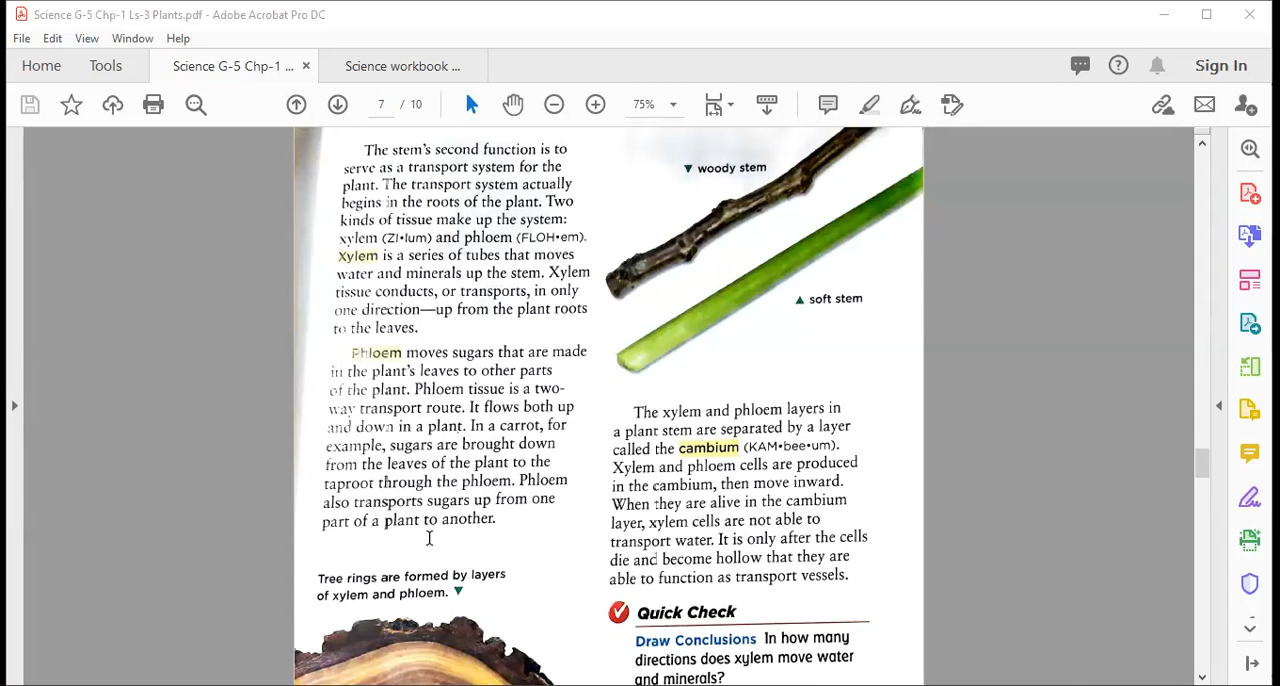 Science G-5 Chp-1 Ls-3 Plants.pdf - Adobe Acrobat Pro DC
File Edit View Window Help
Home Tools Science G-5 Chp-1 ... × Science workbook ... Sign In
7 / 10 75%
The stem's second function is to
serve as a transport system for the
plant. The transport system actually
begins in the roots of the plant. Two
kinds of tissue make up the system:
xylem (ZI•lum) and phloem (FLOH•em).
Xylem is a series of tubes that moves
water and minerals up the stem. Xylem
tissue conducts, or transports, in only
one direction—up from the plant roots
to the leaves.
Phloem moves sugars that are made
in the plant's leaves to other parts
of the plant. Phloem tissue is a two-
way transport route. It flows both up
and down in a plant. In a carrot, for
example, sugars are brought down
from the leaves of the plant to the
taproot through the phloem. Phloem
also transports sugars up from one
part of a plant to another.
Tree rings are formed by layers
of xylem and phloem. ▼
▼ woody stem
▲ soft stem
The xylem and phloem layers in
a plant stem are separated by a layer
called the cambium (KAM•bee•um).
Xylem and phloem cells are produced
in the cambium, then move inward.
When they are alive in the cambium
layer, xylem cells are not able to
transport water. It is only after the cells
die and become hollow that they are
able to function as transport vessels.
Quick Check
Draw Conclusions In how many
directions does xylem move water
and minerals?